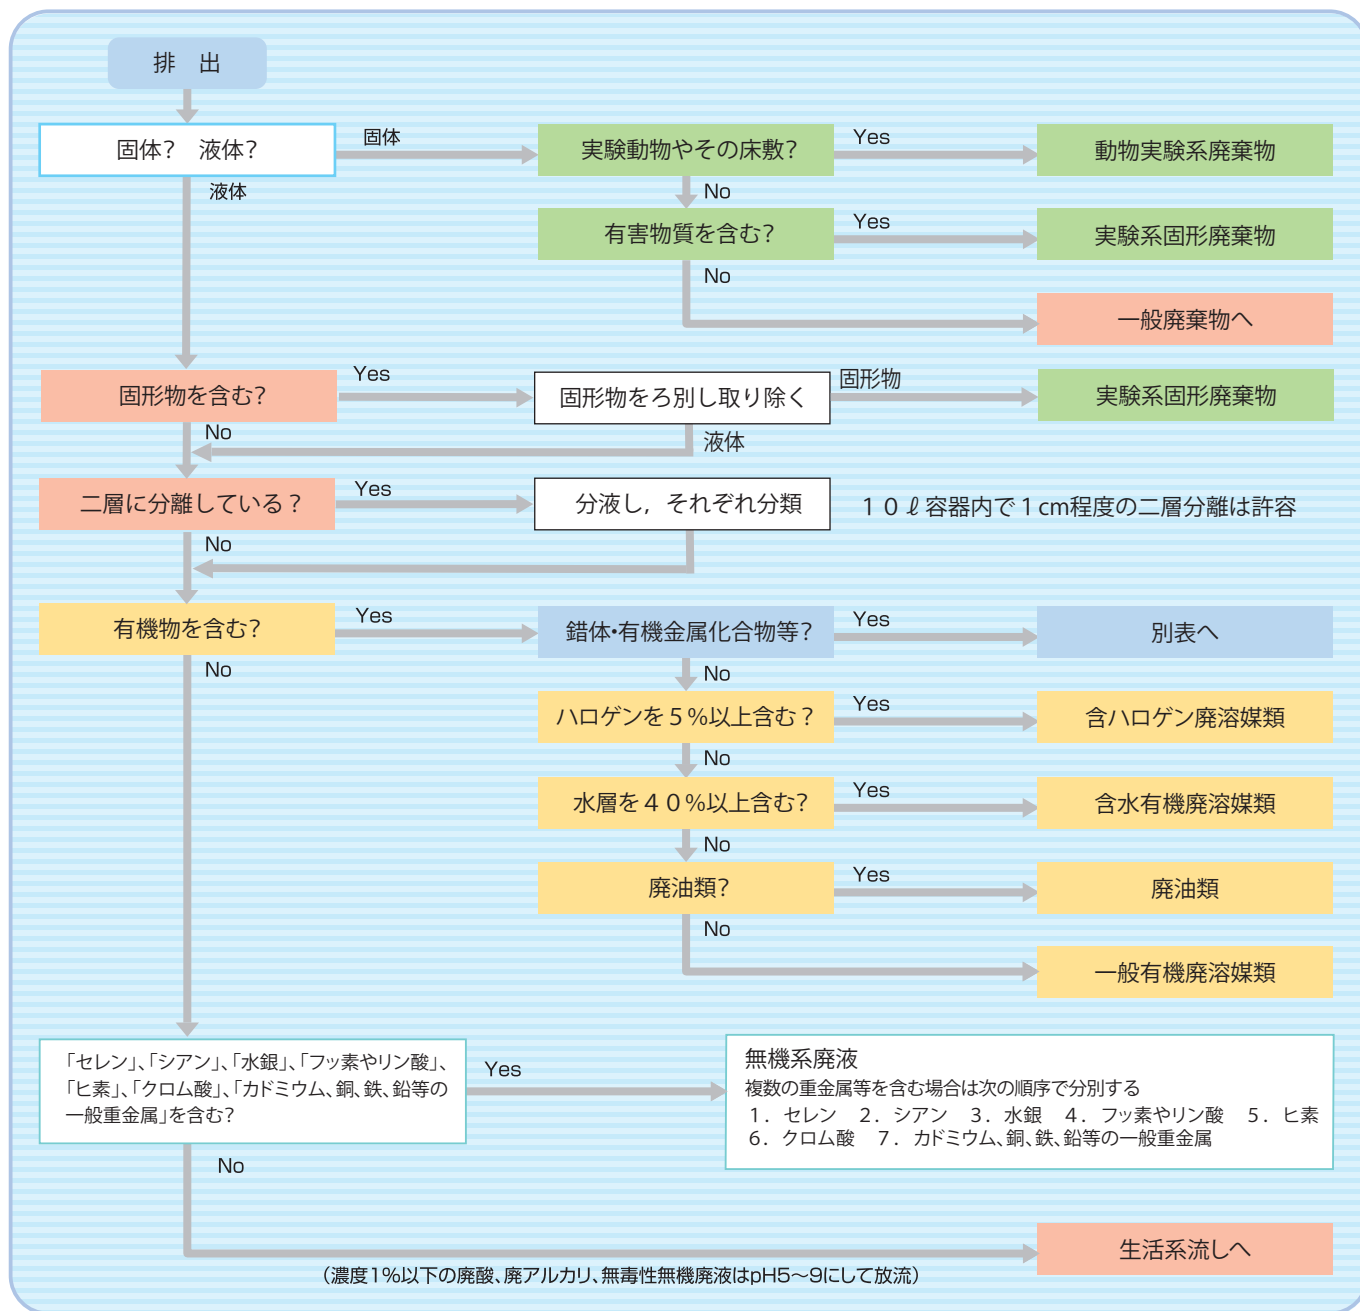 排　出
固体？　液体？
固体
実験動物やその床敷？
Yes
動物実験系廃棄物
液体
No
有害物質を含む？
Yes
実験系固形廃棄物
No
一般廃棄物へ
固形物を含む？
Yes
固形物をろ別し取り除く
固形物
実験系固形廃棄物
No
液体
二層に分離している？
Yes
分液し，それぞれ分類
１０ℓ容器内で１cm程度の二層分離は許容
No
有機物を含む？
Yes
錯体・有機金属化合物等？
Yes
別表へ
No
No
ハロゲンを５%以上含む？
Yes
含ハロゲン廃溶媒類
No
水層を４０%以上含む？
Yes
含水有機廃溶媒類
No
廃油類？
Yes
廃油類
No
一般有機廃溶媒類
「セレン」、「シアン」、「水銀」、「フッ素やリン酸」、
「ヒ素」、「クロム酸」、「カドミウム、銅、鉄、鉛等の
一般重金属」を含む？
Yes
無機系廃液
複数の重金属等を含む場合は次の順序で分別する
１．セレン　２．シアン　３．水銀　４．フッ素やリン酸　５．ヒ素
６．クロム酸　７．カドミウム、銅、鉄、鉛等の一般重金属
No
生活系流しへ
（濃度1％以下の廃酸、廃アルカリ、無毒性無機廃液はpH5〜9にして放流）